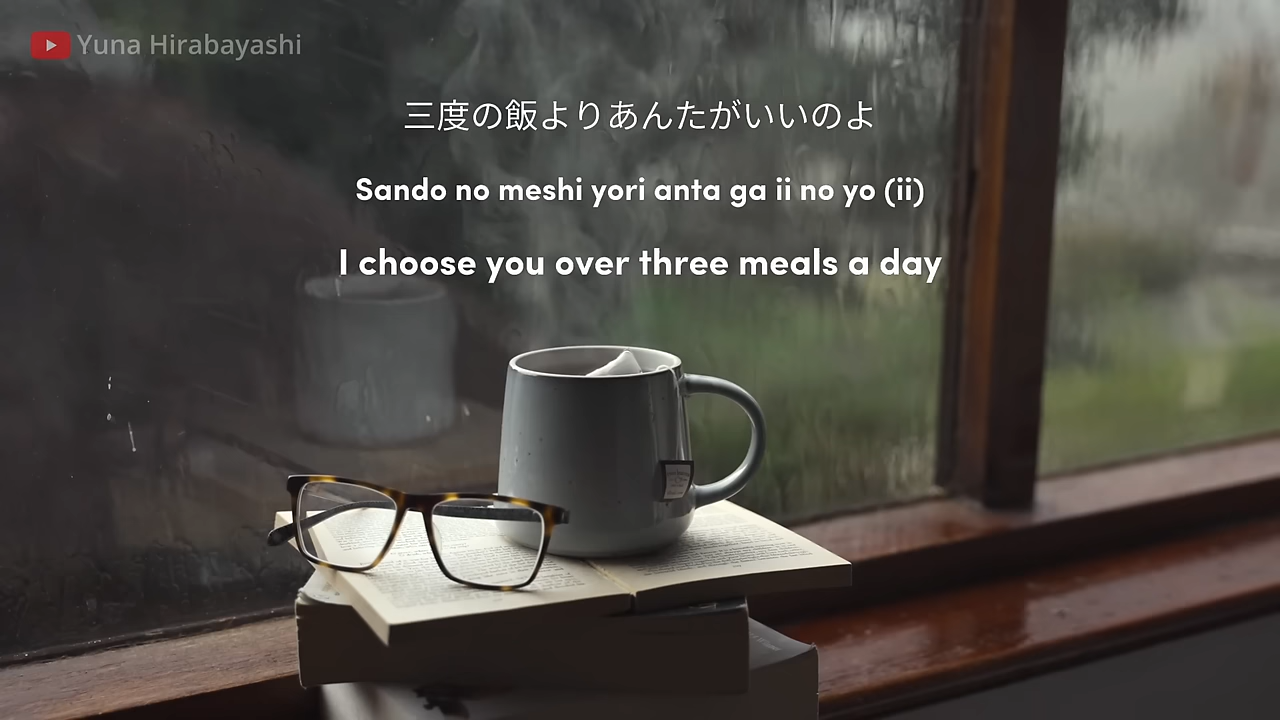 Yuna Hirabayashi
三度の飯よりあんたがいいのよ
Sando no meshi yori anta ga ii no yo (ii)
I choose you over three meals a day